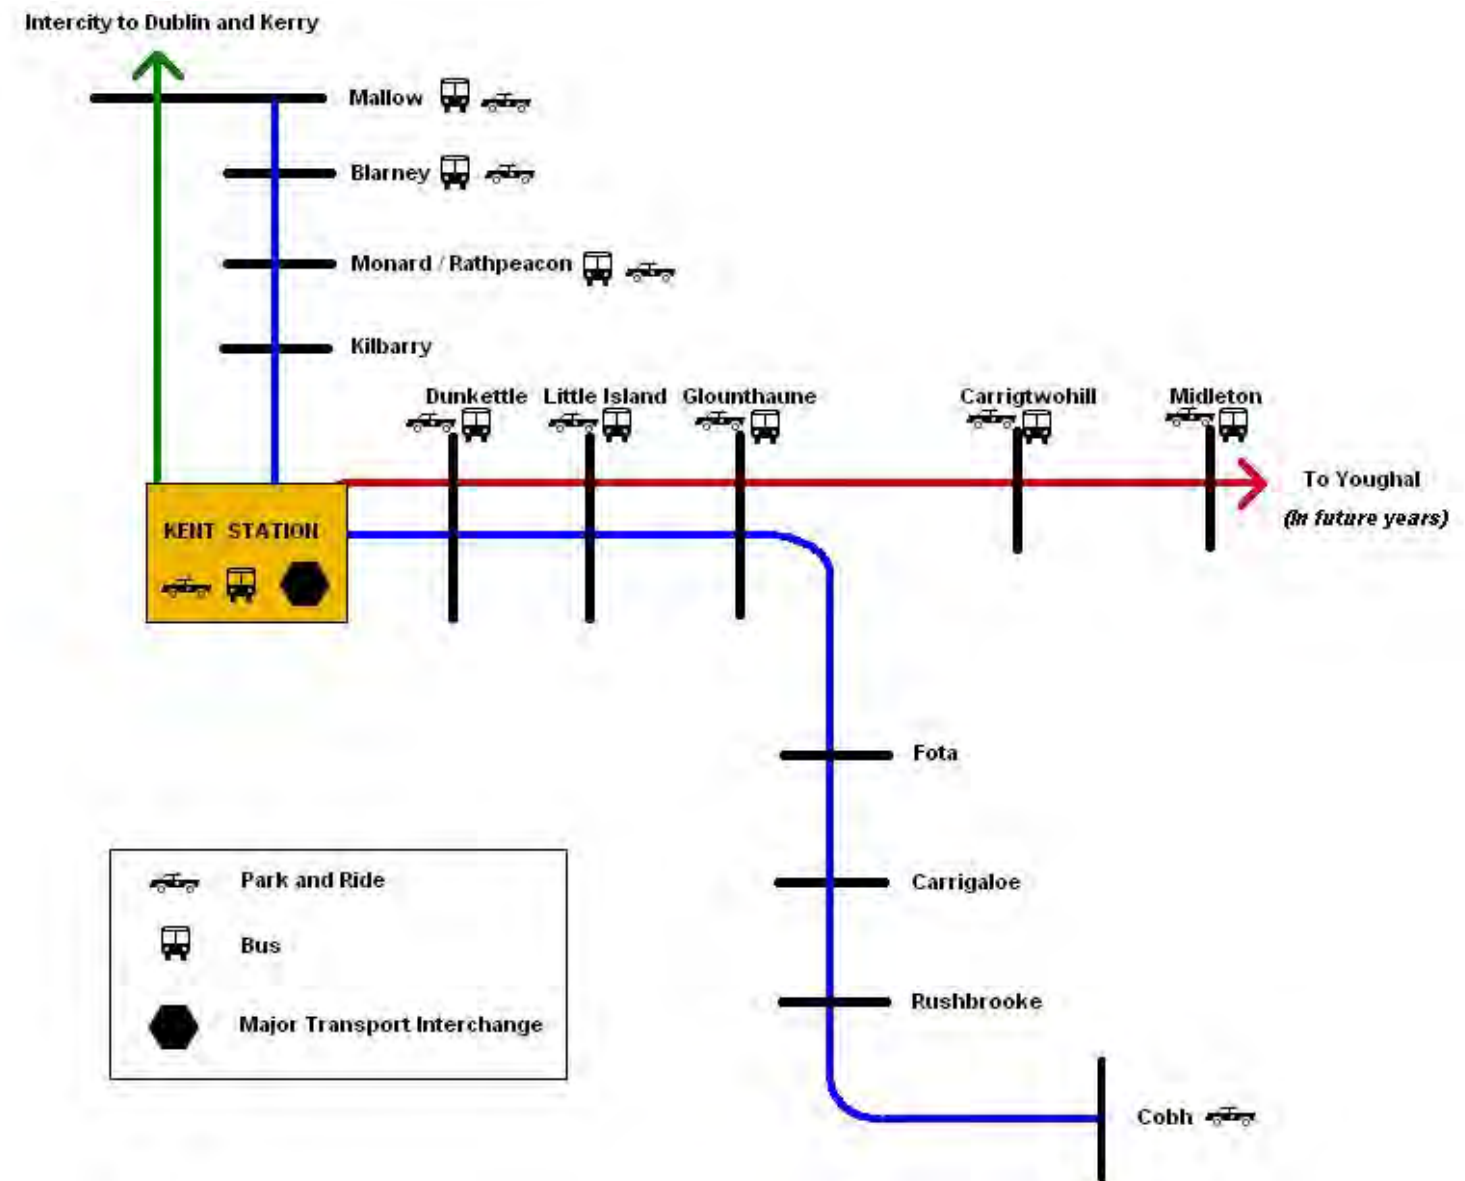 Intercity to Dublin and Kerry
Mallow
Blarney
Monard / Rathpeacon
Kilbarry
Dunkettle
Little Island
Glounthaune
Carrigtwohill
Midleton
To Youghal
(In future years)
KENT STATION
Fota
Carrigaloe
Rushbrooke
Cobh
Park and Ride
Bus
Major Transport Interchange